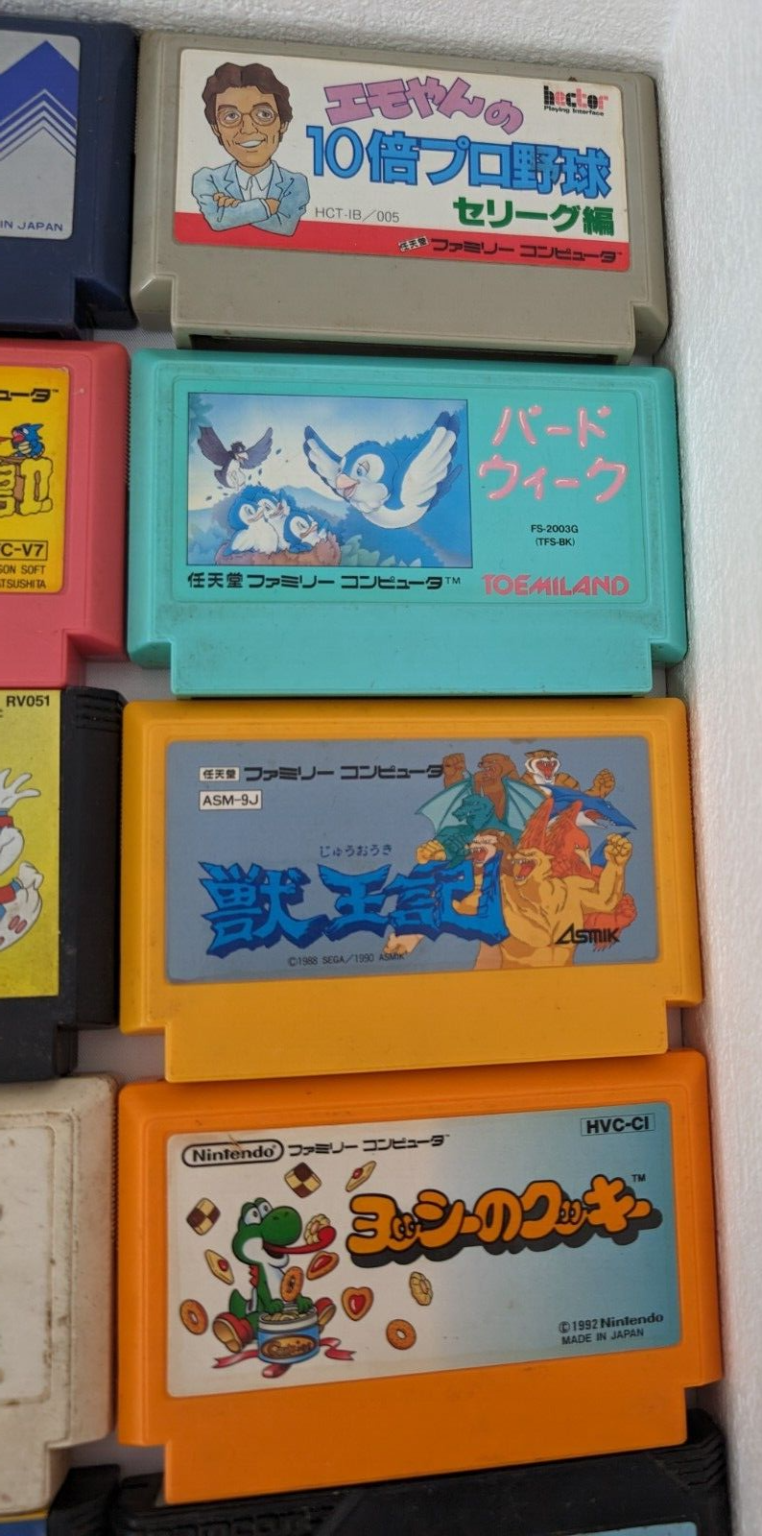 IN JAPAN
エモやんの
hector
Playing Interface
10倍プロ野球
HCT-IB/005
セリーグ編
任天堂 ファミリー コンピュータ
バード
ウィーク
FS-2003G
(TFS-BK)
任天堂 ファミリー コンピュータ™
TOEMILAND
ュータ
II
C-V7
SON SOFT
ATSUSHITA
RV051
任天堂 ファミリー コンピュータ
ASM-9J
じゅうおうき
獣王記
ASMIK
©1988 SEGA/1990 ASMIK
HVC-CI
Nintendo ファミリー コンピュータ
ヨッシーのクッキー™
©1992 Nintendo
MADE IN JAPAN